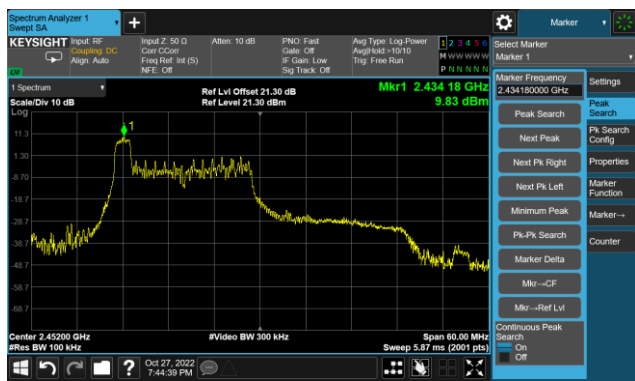 Spectrum Analyzer 1
Swept SA
Marker
KEYSIGHT Input: RF
Coupling: DC
Align: Auto
Input Z: 50 Ω
Corr CCorr
Freq Ref: Int (S)
NFE: Off
Atten: 10 dB
PNO: Fast
Gate: Off
IF Gain: Low
Sig Track: Off
Avg Type: Log-Power
Avg|Hold:>10/10
Trig: Free Run
1 2 3 4 5 6
M W W W W W
P N N N N N
Select Marker
Marker 1
LXI
1 Spectrum
Scale/Div 10 dB
Log
Ref Lvl Offset 21.30 dB
Ref Level 21.30 dBm
Mkr1 2.434 18 GHz
9.83 dBm
1
11.3
1.30
-8.70
-18.7
-28.7
-38.7
-48.7
-58.7
-68.7
Center 2.45200 GHz
#Res BW 100 kHz
#Video BW 300 kHz
Span 60.00 MHz
Sweep 5.87 ms (2001 pts)
Marker Frequency
2.434180000 GHz
Peak Search
Next Peak
Next Pk Right
Next Pk Left
Minimum Peak
Pk-Pk Search
Marker Delta
Mkr→CF
Mkr→Ref Lvl
Continuous Peak
Search
On
Off
Settings
Peak
Search
Pk Search
Config
Properties
Marker
Function
Marker→
Counter
?
Oct 27, 2022
7:44:39 PM